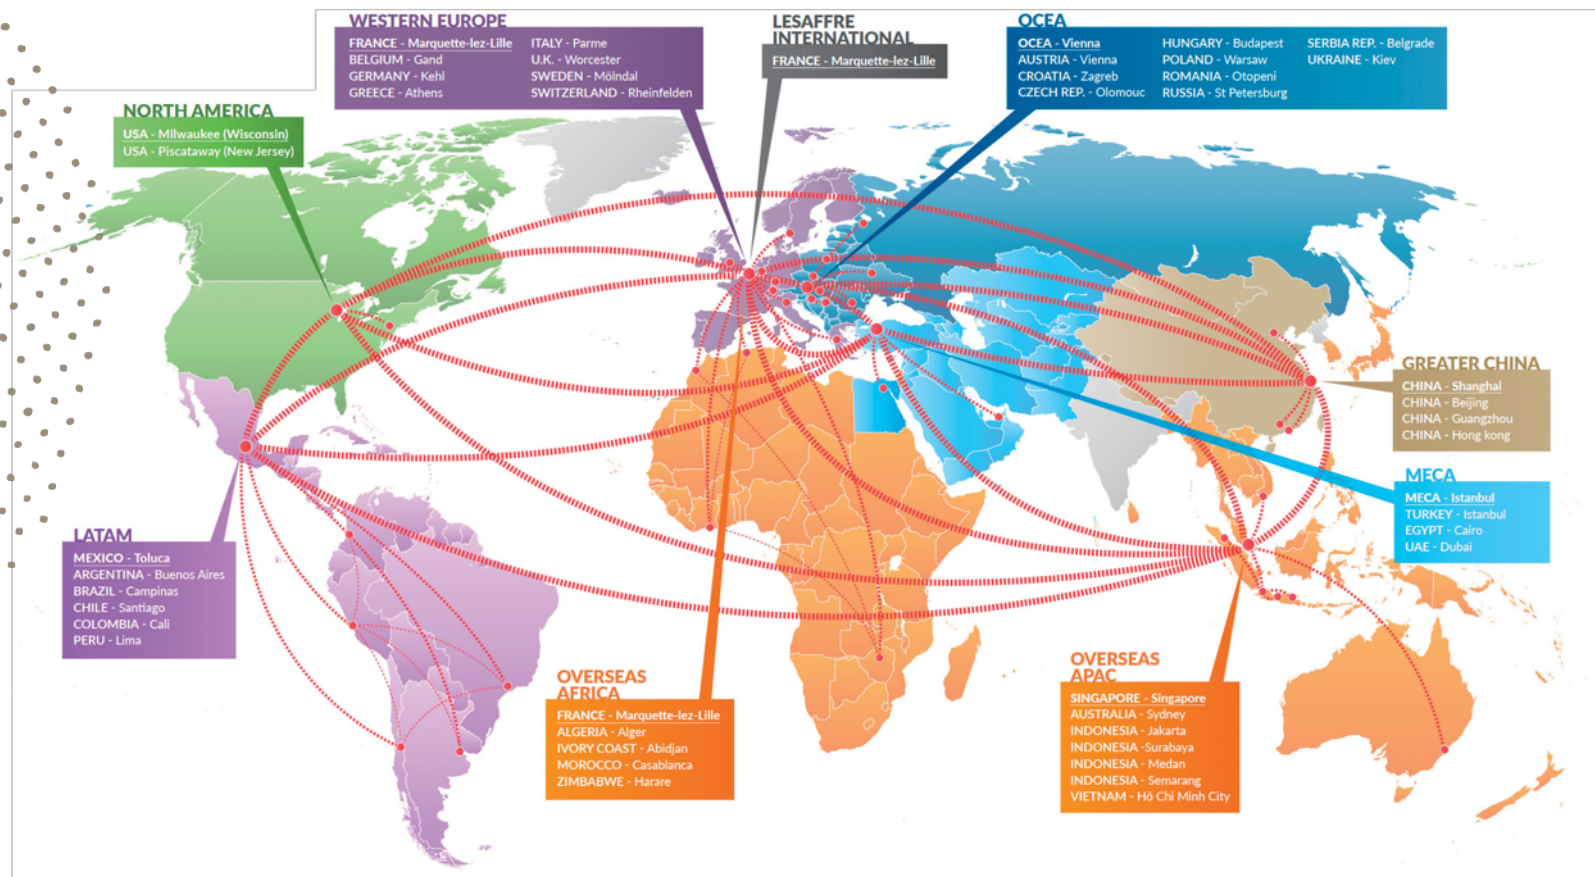 WESTERN EUROPE
FRANCE - Marquette-lez-Lille
BELGIUM - Gand
GERMANY - Kehl
GREECE - Athens
ITALY - Parme
U.K. - Worcester
SWEDEN - Mölndal
SWITZERLAND - Rheinfelden
LESAFFRE
INTERNATIONAL
FRANCE - Marquette-lez-Lille
OCEA
OCEA - Vienna
AUSTRIA - Vienna
CROATIA - Zagreb
CZECH REP. - Olomouc
HUNGARY - Budapest
POLAND - Warsaw
ROMANIA - Otopeni
RUSSIA - St Petersburg
SERBIA REP. - Belgrade
UKRAINE - Kiev
NORTH AMERICA
USA - Milwaukee (Wisconsin)
USA - Piscataway (New Jersey)
GREATER CHINA
CHINA - Shanghai
CHINA - Beijing
CHINA - Guangzhou
CHINA - Hong kong
MECA
MECA - Istanbul
TURKEY - Istanbul
EGYPT - Cairo
UAE - Dubaï
LATAM
MEXICO - Toluca
ARGENTINA - Buenos Aires
BRAZIL - Campinas
CHILE - Santiago
COLOMBIA - Cali
PERU - Lima
OVERSEAS
AFRICA
FRANCE - Marquette-lez-Lille
ALGERIA - Alger
IVORY COAST - Abidjan
MOROCCO - Casablanca
ZIMBABWE - Harare
OVERSEAS
APAC
SINGAPORE - Singapore
AUSTRALIA - Sydney
INDONESIA - Jakarta
INDONESIA -Surabaya
INDONESIA - Medan
INDONESIA - Semarang
VIETNAM - Hô Chi Minh City